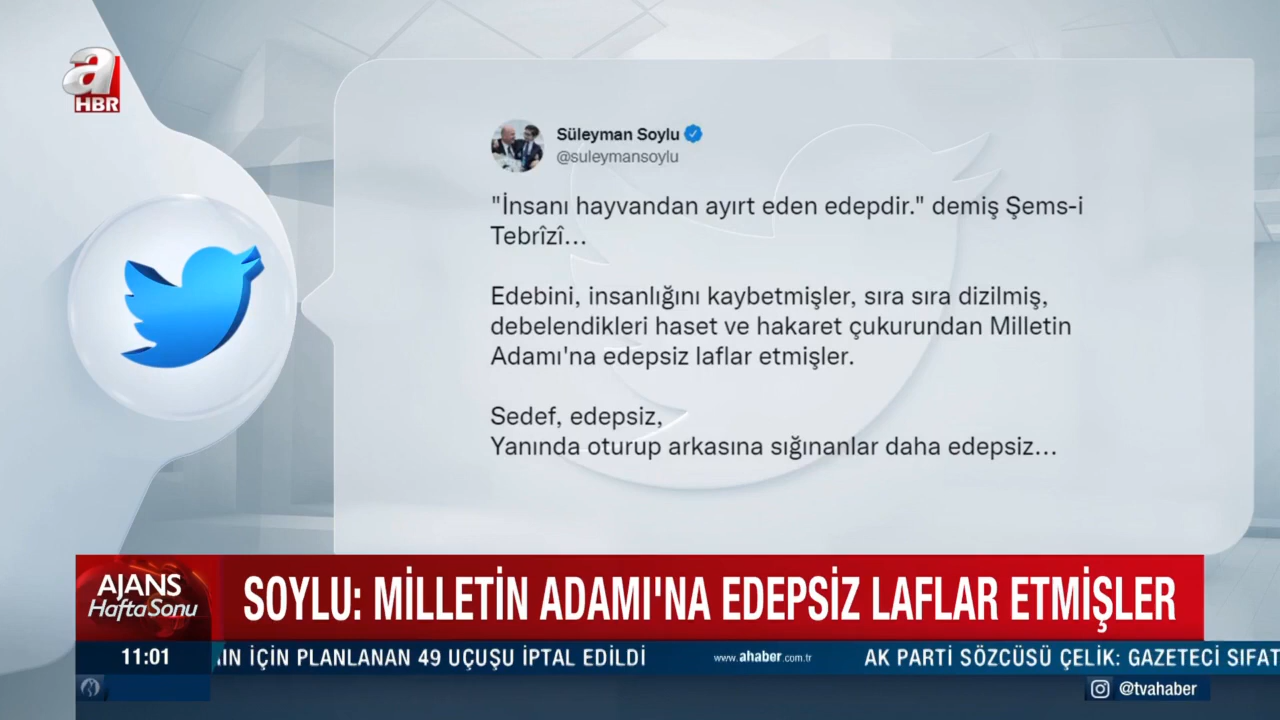 a
HBR
Süleyman Soylu
@suleymansoylu
"İnsanı hayvandan ayırt eden edepdir." demiş Şems-i
Tebrîzî...
Edebini, insanlığını kaybetmişler, sıra sıra dizilmiş,
debelendikleri haset ve hakaret çukurundan Milletin
Adamı'na edepsiz laflar etmişler.
Sedef, edepsiz,
Yanında oturup arkasına sığınanlar daha edepsiz...
AJANS
Hafta Sonu
SOYLU: MİLLETİN ADAMI'NA EDEPSİZ LAFLAR ETMİŞLER
11:01
İÇİN PLANLANAN 49 UÇUŞU İPTAL EDİLDİ
www.ahaber.com.tr
AK PARTİ SÖZCÜSÜ ÇELİK: GAZETECİ SIFAT
@tvahaber